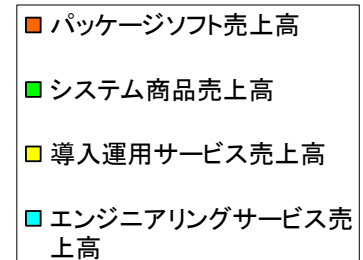 パッケージソフト売上高
システム商品売上高
導入運用サービス売上高
エンジニアリングサービス売
上高